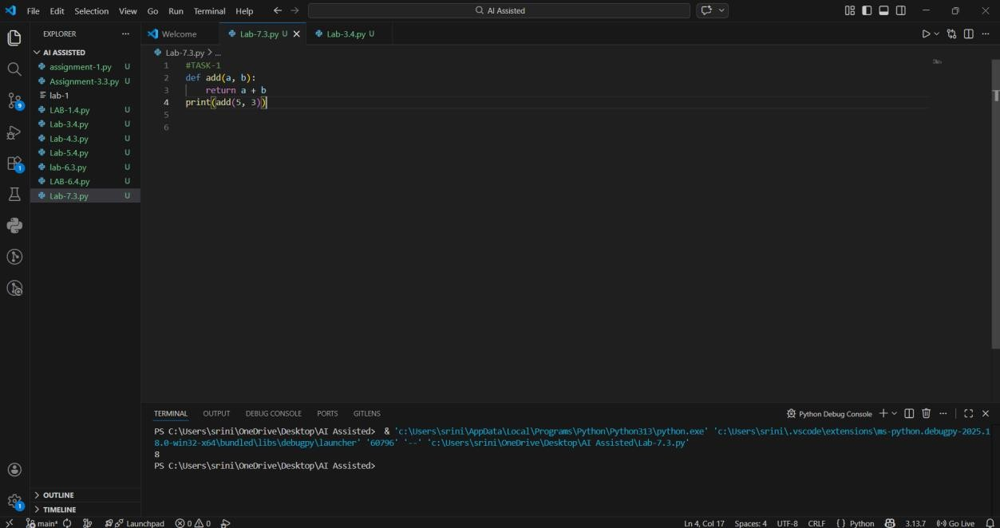 File Edit Selection View Go Run Terminal Help
AI Assisted
EXPLORER
AI ASSISTED
assignment-1.py U
Assignment-3.3.py U
lab-1
LAB-1.4.py U
Lab-3.4.py U
Lab-4.3.py U
Lab-5.4.py U
lab-6.3.py U
LAB-6.4.py U
Lab-7.3.py U
OUTLINE
TIMELINE
9
1
1
Welcome
Lab-7.3.py U
Lab-3.4.py U
Lab-7.3.py > ...
1 #TASK-1
2 def add(a, b):
3 return a + b
4 print(add(5, 3))
5
6
TERMINAL OUTPUT DEBUG CONSOLE PORTS GITLENS
Python Debug Console
PS C:\Users\srini\OneDrive\Desktop\AI Assisted> & 'c:\Users\srini\AppData\Local\Programs\Python\Python313\python.exe' 'c:\Users\srini\.vscode\extensions\ms-python.debugpy-2025.1
8.0-win32-x64\bundled\libs\debugpy\launcher' '60796' '--' 'c:\Users\srini\OneDrive\Desktop\AI Assisted\Lab-7.3.py'
8
PS C:\Users\srini\OneDrive\Desktop\AI Assisted>
main* Launchpad 0 0 Ln 4, Col 17 Spaces: 4 UTF-8 CRLF { } Python 3.13.7 Go Live